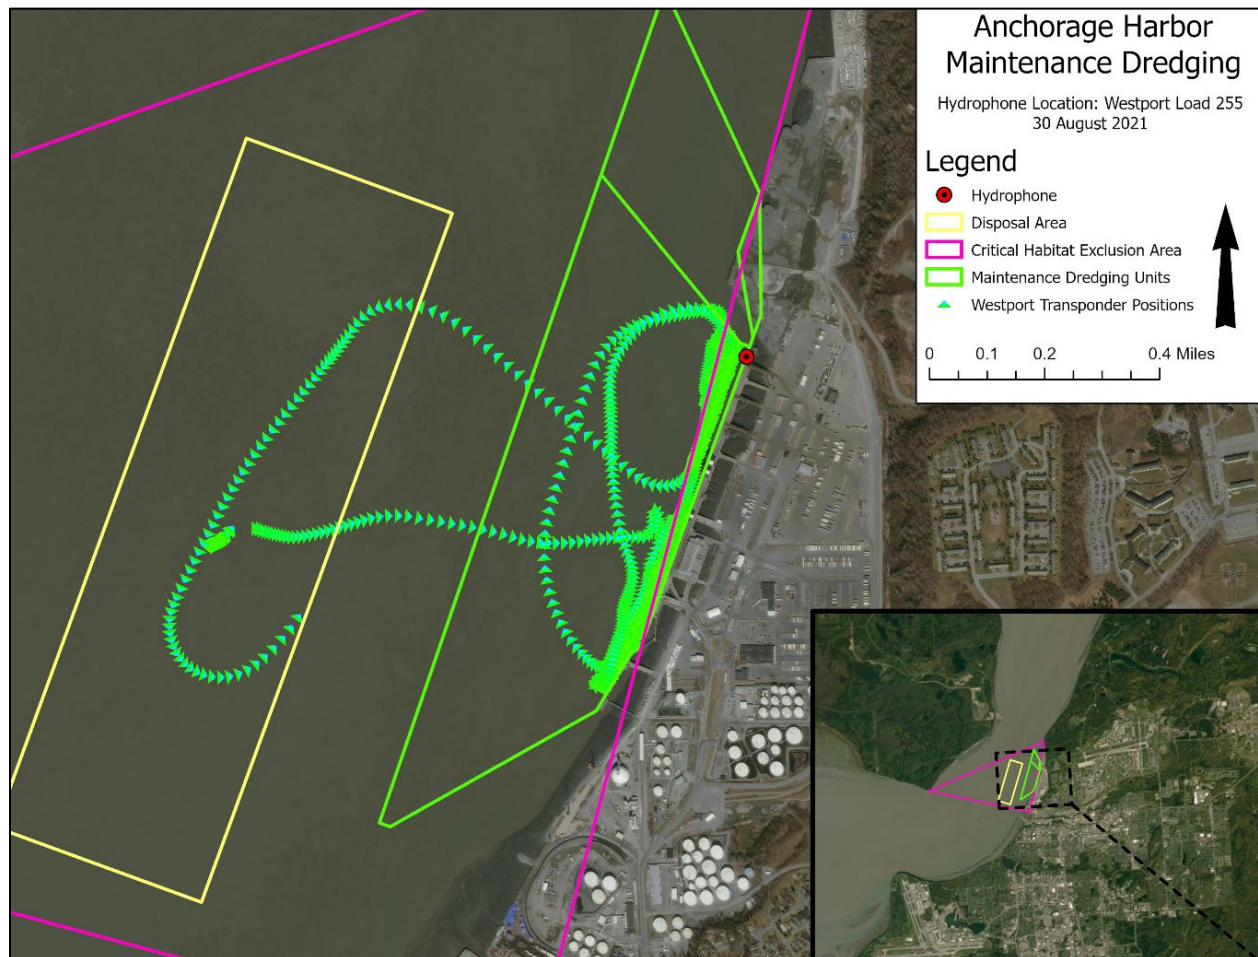 Anchorage Harbor
Maintenance Dredging
Hydrophone Location: Westport Load 255
30 August 2021
Legend
Hydrophone
Disposal Area
Critical Habitat Exclusion Area
Maintenance Dredging Units
Westport Transponder Positions
0 0.1 0.2 0.4 Miles